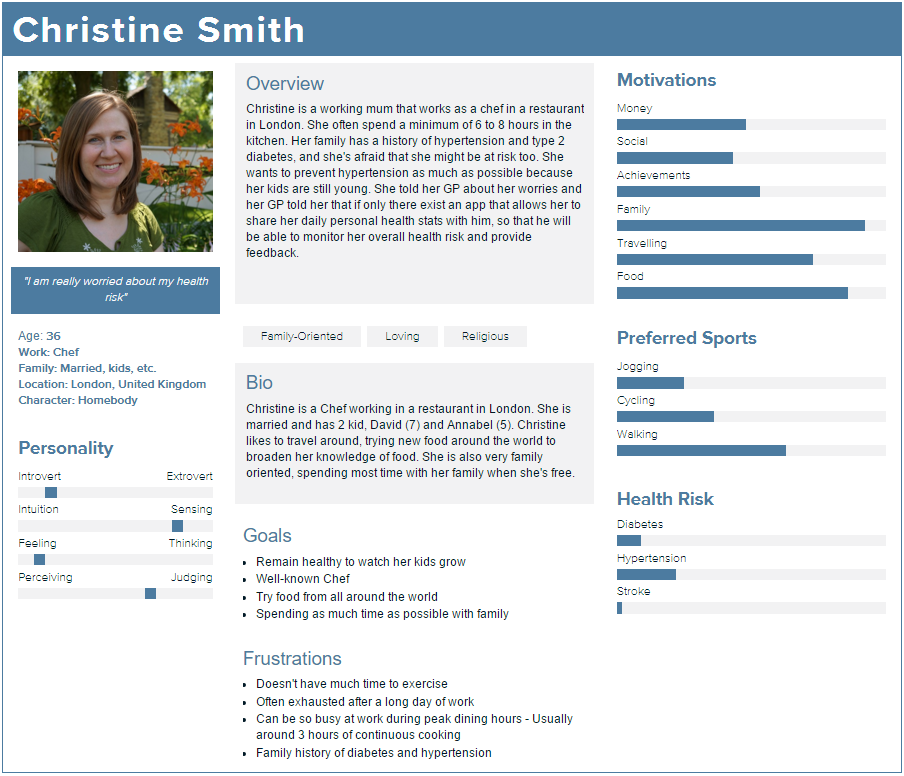 Christine Smith
"I am really worried about my health
risk"
Age: 36
Work: Chef
Family: Married, kids, etc.
Location: London, United Kingdom
Character: Homebody
Personality
Introvert Extrovert
Intuition Sensing
Feeling Thinking
Perceiving Judging
Overview
Christine is a working mum that works as a chef in a restaurant
in London. She often spend a minimum of 6 to 8 hours in the
kitchen. Her family has a history of hypertension and type 2
diabetes, and she's afraid that she might be at risk too. She
wants to prevent hypertension as much as possible because
her kids are still young. She told her GP about her worries and
her GP told her that if only there exist an app that allows her to
share her daily personal health stats with him, so that he will
be able to monitor her overall health risk and provide
feedback.
Family-Oriented Loving Religious
Bio
Christine is a Chef working in a restaurant in London. She is
married and has 2 kid, David (7) and Annabel (5). Christine
likes to travel around, trying new food around the world to
broaden her knowledge of food. She is also very family
oriented, spending most time with her family when she's free.
Goals
• Remain healthy to watch her kids grow
• Well-known Chef
• Try food from all around the world
• Spending as much time as possible with family
Frustrations
• Doesn't have much time to exercise
• Often exhausted after a long day of work
• Can be so busy at work during peak dining hours - Usually
around 3 hours of continuous cooking
• Family history of diabetes and hypertension
Motivations
Money
Social
Achievements
Family
Travelling
Food
Preferred Sports
Jogging
Cycling
Walking
Health Risk
Diabetes
Hypertension
Stroke